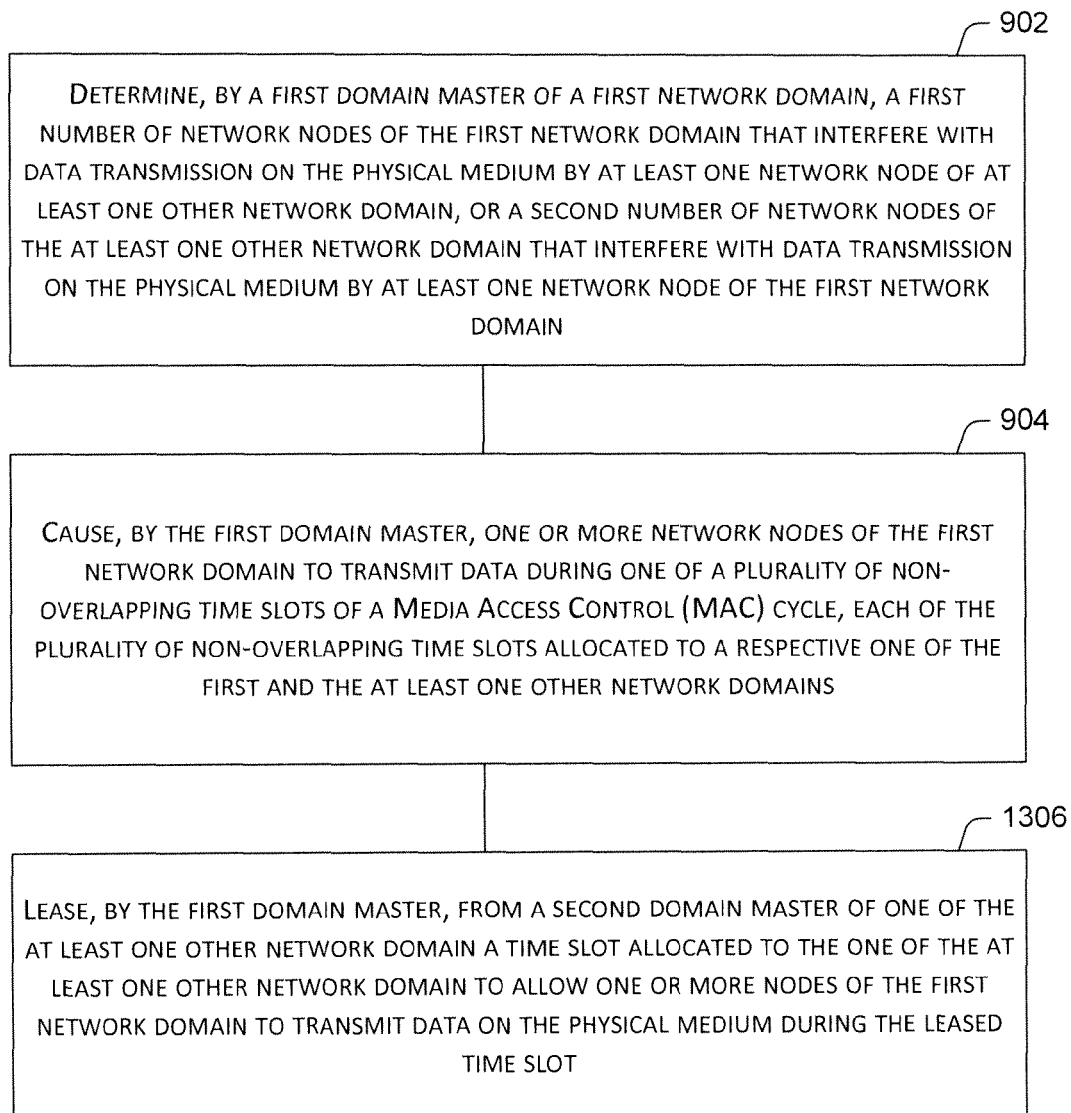 902
DETERMINE, BY A FIRST DOMAIN MASTER OF A FIRST NETWORK DOMAIN, A FIRST
NUMBER OF NETWORK NODES OF THE FIRST NETWORK DOMAIN THAT INTERFERE WITH
DATA TRANSMISSION ON THE PHYSICAL MEDIUM BY AT LEAST ONE NETWORK NODE OF AT
LEAST ONE OTHER NETWORK DOMAIN, OR A SECOND NUMBER OF NETWORK NODES OF
THE AT LEAST ONE OTHER NETWORK DOMAIN THAT INTERFERE WITH DATA TRANSMISSION
ON THE PHYSICAL MEDIUM BY AT LEAST ONE NETWORK NODE OF THE FIRST NETWORK
DOMAIN
904
CAUSE, BY THE FIRST DOMAIN MASTER, ONE OR MORE NETWORK NODES OF THE FIRST
NETWORK DOMAIN TO TRANSMIT DATA DURING ONE OF A PLURALITY OF NON-
OVERLAPPING TIME SLOTS OF A MEDIA ACCESS CONTROL (MAC) CYCLE, EACH OF THE
PLURALITY OF NON-OVERLAPPING TIME SLOTS ALLOCATED TO A RESPECTIVE ONE OF THE
FIRST AND THE AT LEAST ONE OTHER NETWORK DOMAINS
1306
LEASE, BY THE FIRST DOMAIN MASTER, FROM A SECOND DOMAIN MASTER OF ONE OF THE
AT LEAST ONE OTHER NETWORK DOMAIN A TIME SLOT ALLOCATED TO THE ONE OF THE AT
LEAST ONE OTHER NETWORK DOMAIN TO ALLOW ONE OR MORE NODES OF THE FIRST
NETWORK DOMAIN TO TRANSMIT DATA ON THE PHYSICAL MEDIUM DURING THE LEASED
TIME SLOT